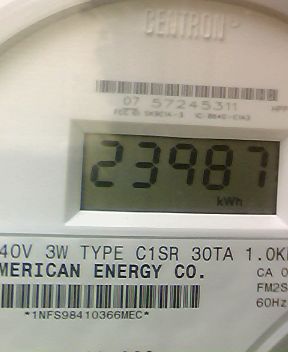 CENTRON
07 57245311
23987
kWh
40V 3W TYPE C1SR 30TA 1.0K
MERICAN ENERGY CO.
CA 0
FM2S
60Hz
*1NFS98410366MEC*